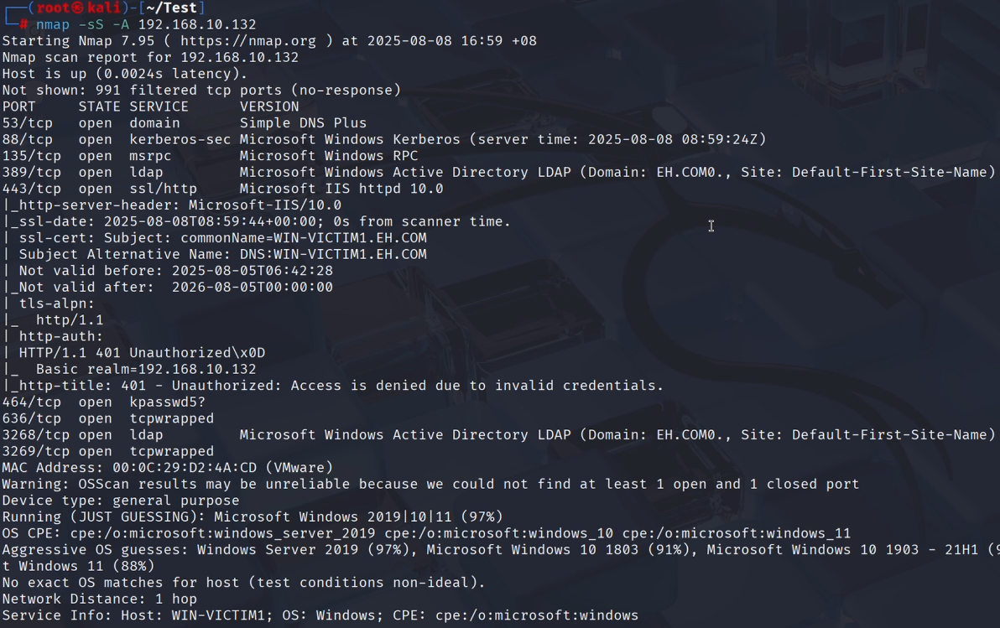 ┌──(root㉿kali)-[~/Test]
└─# nmap -sS -A 192.168.10.132
Starting Nmap 7.95 ( https://nmap.org ) at 2025-08-08 16:59 +08
Nmap scan report for 192.168.10.132
Host is up (0.0024s latency).
Not shown: 991 filtered tcp ports (no-response)
PORT     STATE SERVICE      VERSION
53/tcp   open  domain       Simple DNS Plus
88/tcp   open  kerberos-sec Microsoft Windows Kerberos (server time: 2025-08-08 08:59:24Z)
135/tcp  open  msrpc        Microsoft Windows RPC
389/tcp  open  ldap         Microsoft Windows Active Directory LDAP (Domain: EH.COM0., Site: Default-First-Site-Name)
443/tcp  open  ssl/http     Microsoft IIS httpd 10.0
|_http-server-header: Microsoft-IIS/10.0
|_ssl-date: 2025-08-08T08:59:44+00:00; 0s from scanner time.
| ssl-cert: Subject: commonName=WIN-VICTIM1.EH.COM
| Subject Alternative Name: DNS:WIN-VICTIM1.EH.COM
| Not valid before: 2025-08-05T06:42:28
|_Not valid after:  2026-08-05T00:00:00
| tls-alpn:
|_  http/1.1
| http-auth:
| HTTP/1.1 401 Unauthorized\x0D
|_  Basic realm=192.168.10.132
|_http-title: 401 - Unauthorized: Access is denied due to invalid credentials.
464/tcp  open  kpasswd5?
636/tcp  open  tcpwrapped
3268/tcp open  ldap         Microsoft Windows Active Directory LDAP (Domain: EH.COM0., Site: Default-First-Site-Name)
3269/tcp open  tcpwrapped
MAC Address: 00:0C:29:D2:4A:CD (VMware)
Warning: OSScan results may be unreliable because we could not find at least 1 open and 1 closed port
Device type: general purpose
Running (JUST GUESSING): Microsoft Windows 2019|10|11 (97%)
OS CPE: cpe:/o:microsoft:windows_server_2019 cpe:/o:microsoft:windows_10 cpe:/o:microsoft:windows_11
Aggressive OS guesses: Windows Server 2019 (97%), Microsoft Windows 10 1803 (91%), Microsoft Windows 10 1903 - 21H1 (
t Windows 11 (88%)
No exact OS matches for host (test conditions non-ideal).
Network Distance: 1 hop
Service Info: Host: WIN-VICTIM1; OS: Windows; CPE: cpe:/o:microsoft:windows